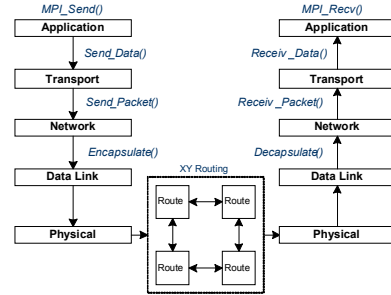 MPI_Send()
MPI_Recv()
Application
Application
Send_Data()
Receiv_Data()
Transport
Transport
Send_Packet()
Receiv_Packet()
Network
Network
Encapsulate()
Decapsulate()
XY Routing
Data Link
Data Link
Route
Route
Physical
Physical
Route
Route